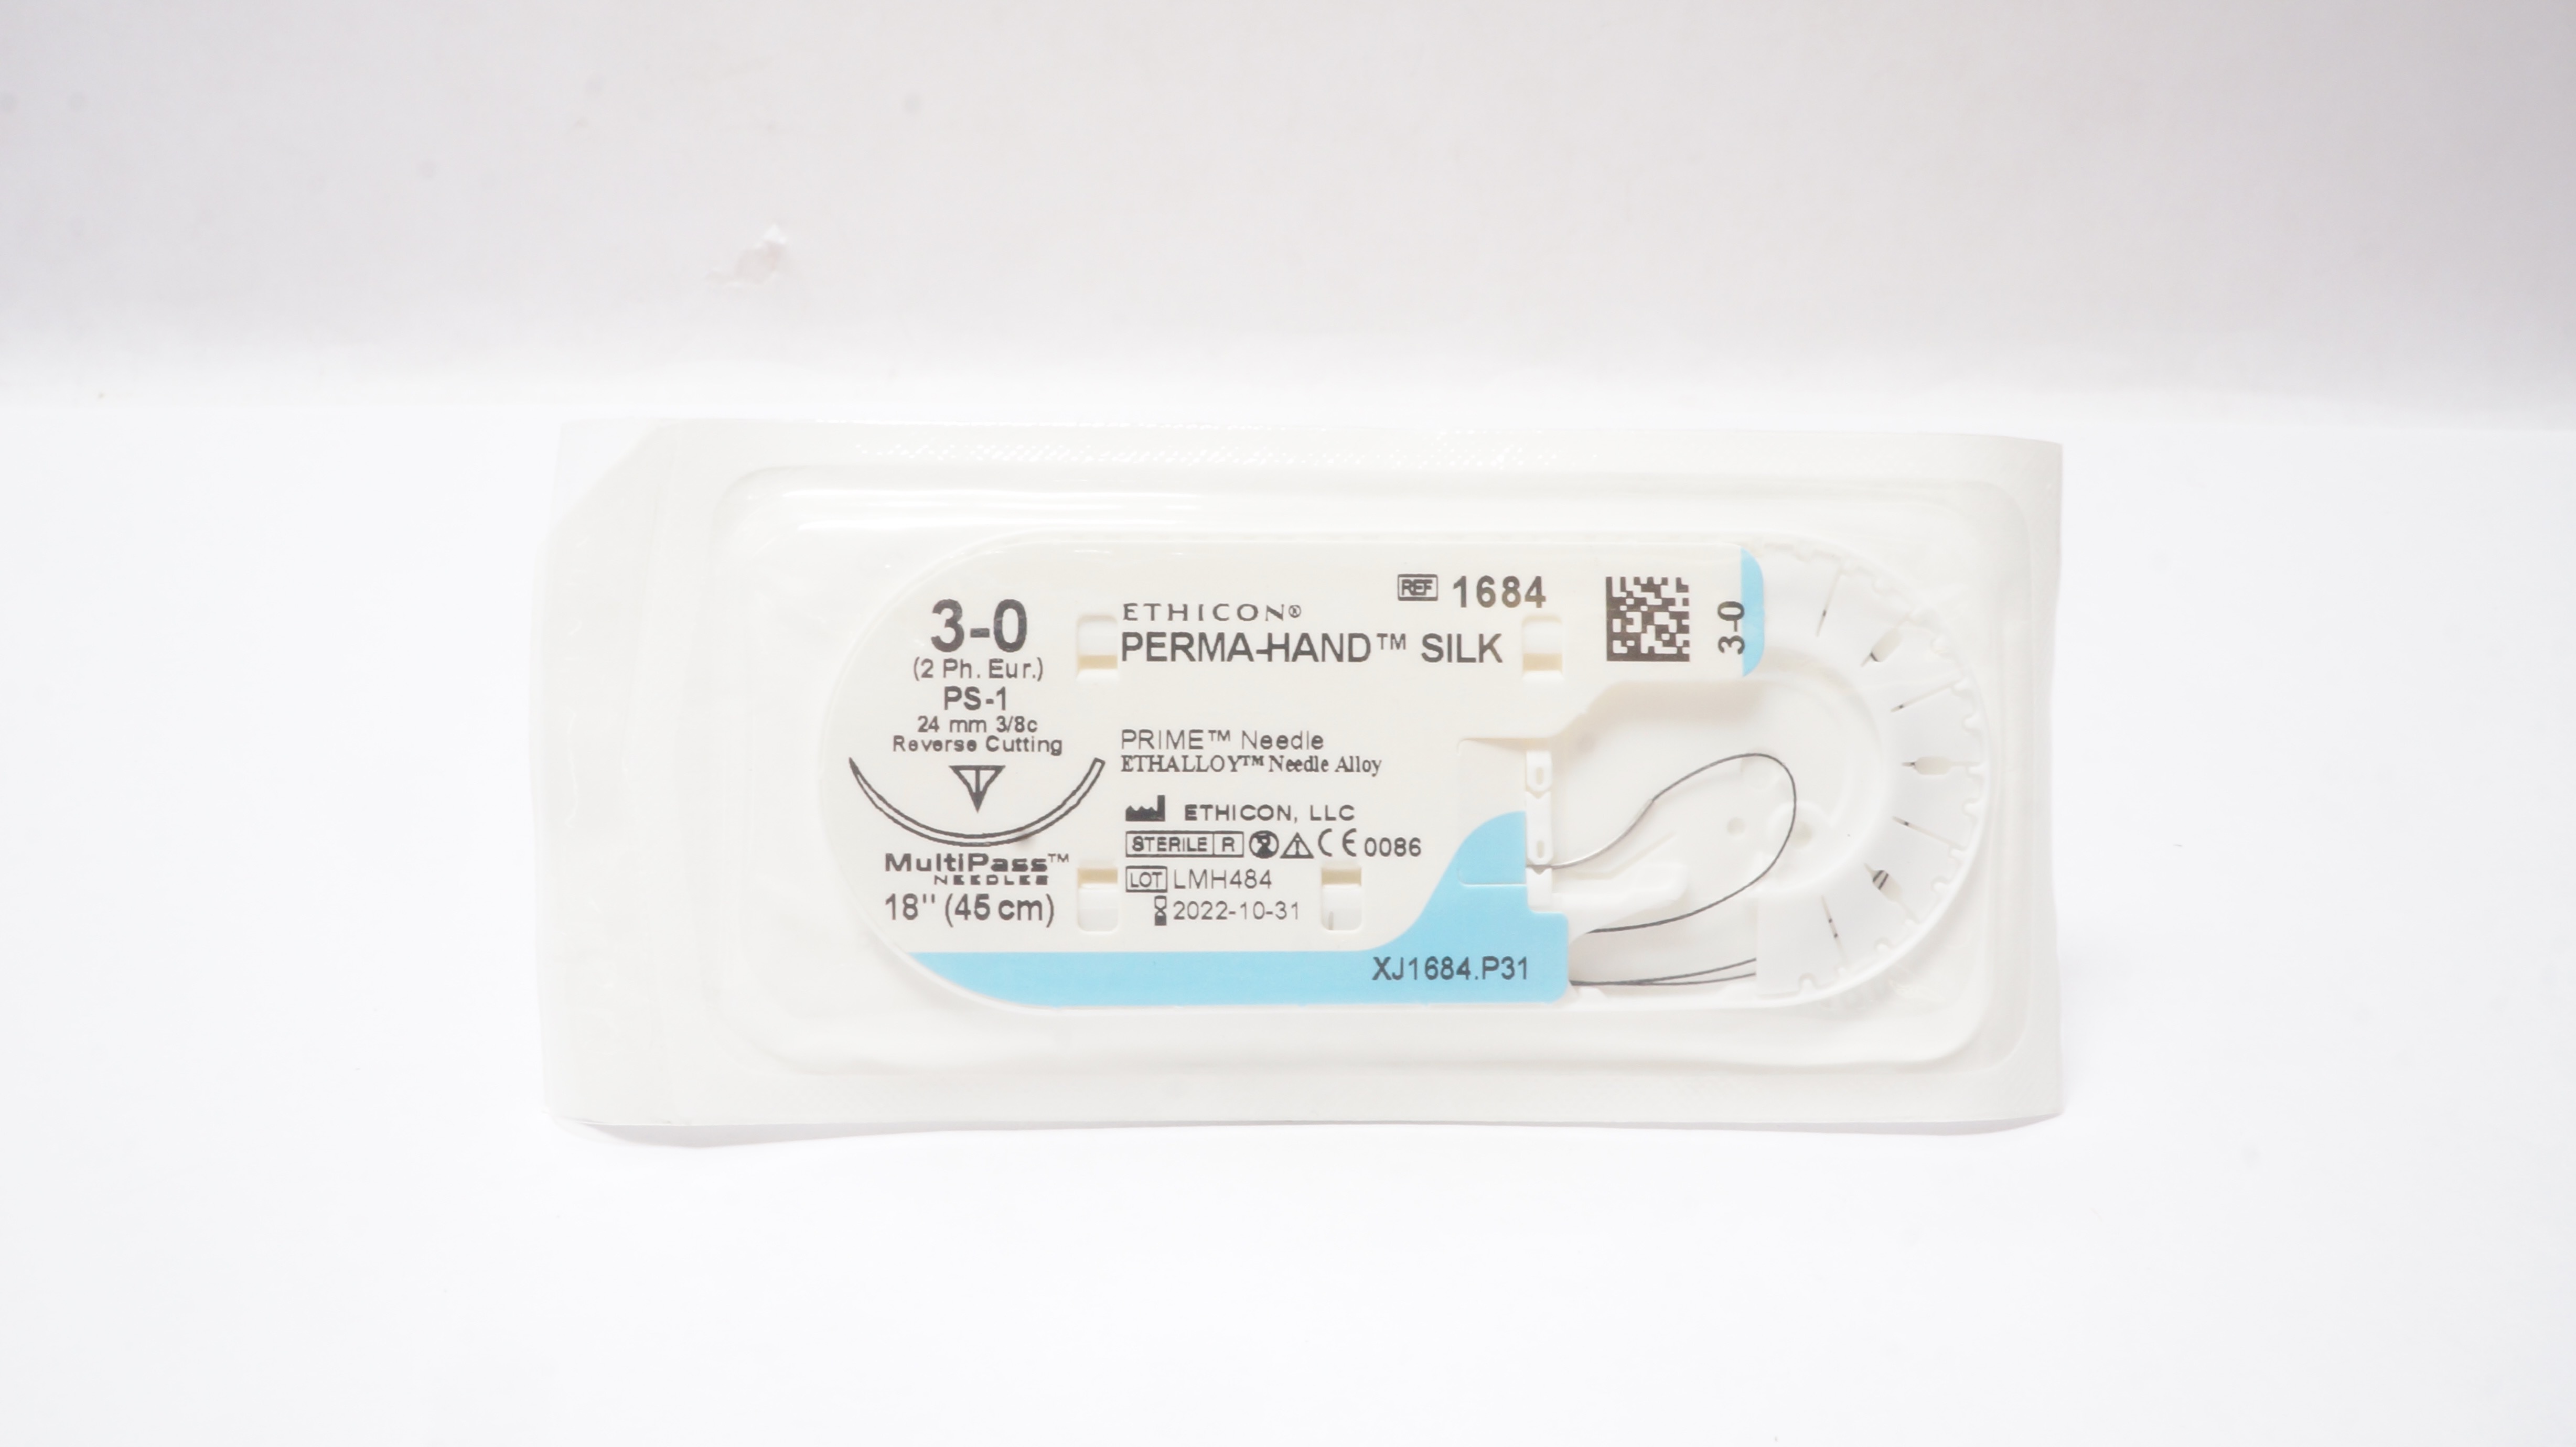 3-0
(2 Ph. Eur.)
PS-1
24 mm 3/8c
Reverse Cutting
MultiPass™
NEEDLES
18" (45 cm)
ETHICON®
PERMA-HAND™ SILK
REF 1684
3-0
PRIME™ Needle
ETHALLOY™ Needle Alloy
ETHICON, LLC
STERILE R 2 CE 0086
LOT LMH484
2022-10-31
XJ1684.P31